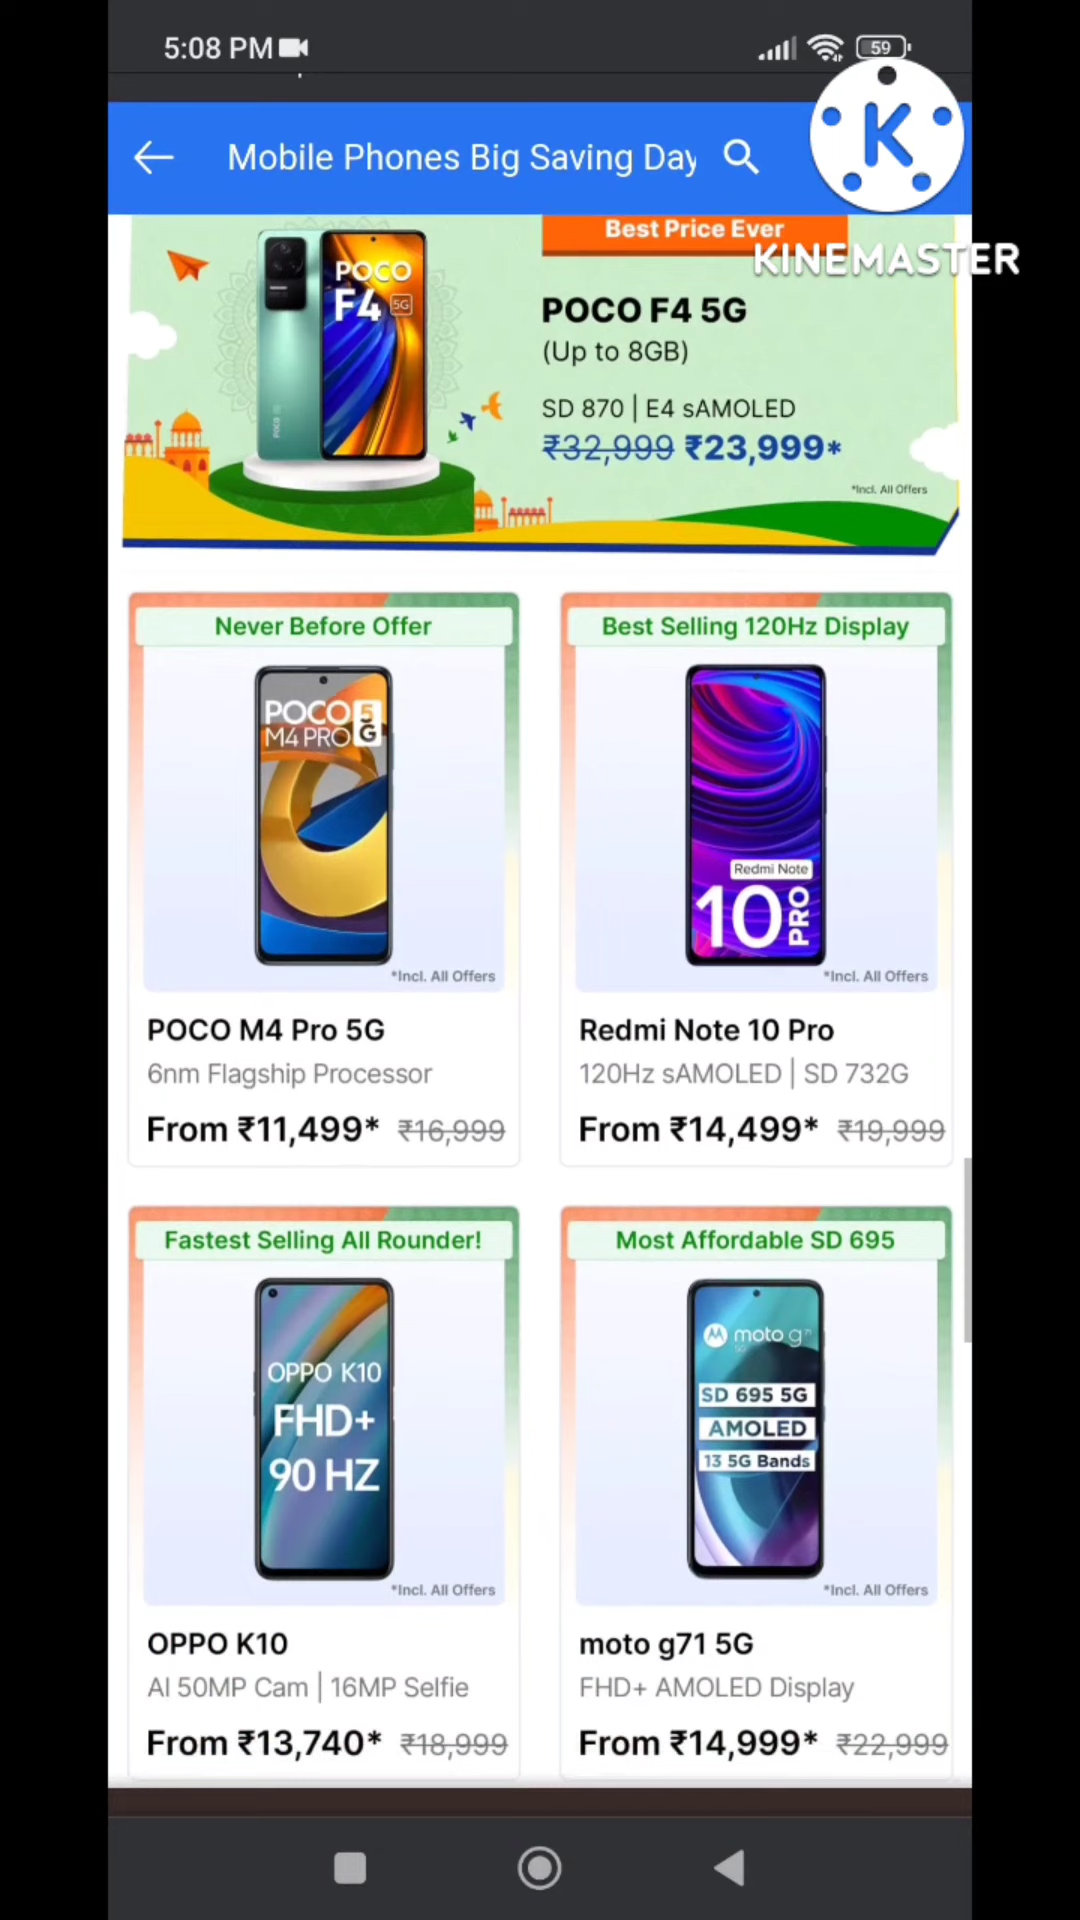 5:08 PM
59
Mobile Phones Big Saving Day
K
KINEMASTER
Best Price Ever
POCO
F4 5G
POCO F4 5G
(Up to 8GB)
SD 870 | E4 sAMOLED
₹32,999 ₹23,999*
*Incl. All Offers
Never Before Offer
POCO 5G
M4 PRO
*Incl. All Offers
POCO M4 Pro 5G
6nm Flagship Processor
From ₹11,499* ₹16,999
Best Selling 120Hz Display
Redmi Note
10 PRO
*Incl. All Offers
Redmi Note 10 Pro
120Hz sAMOLED | SD 732G
From ₹14,499* ₹19,999
Fastest Selling All Rounder!
OPPO K10
FHD+
90 HZ
*Incl. All Offers
OPPO K10
AI 50MP Cam | 16MP Selfie
From ₹13,740* ₹18,999
Most Affordable SD 695
moto g71
SD 695 5G
AMOLED
13 5G Bands
*Incl. All Offers
moto g71 5G
FHD+ AMOLED Display
From ₹14,999* ₹22,999